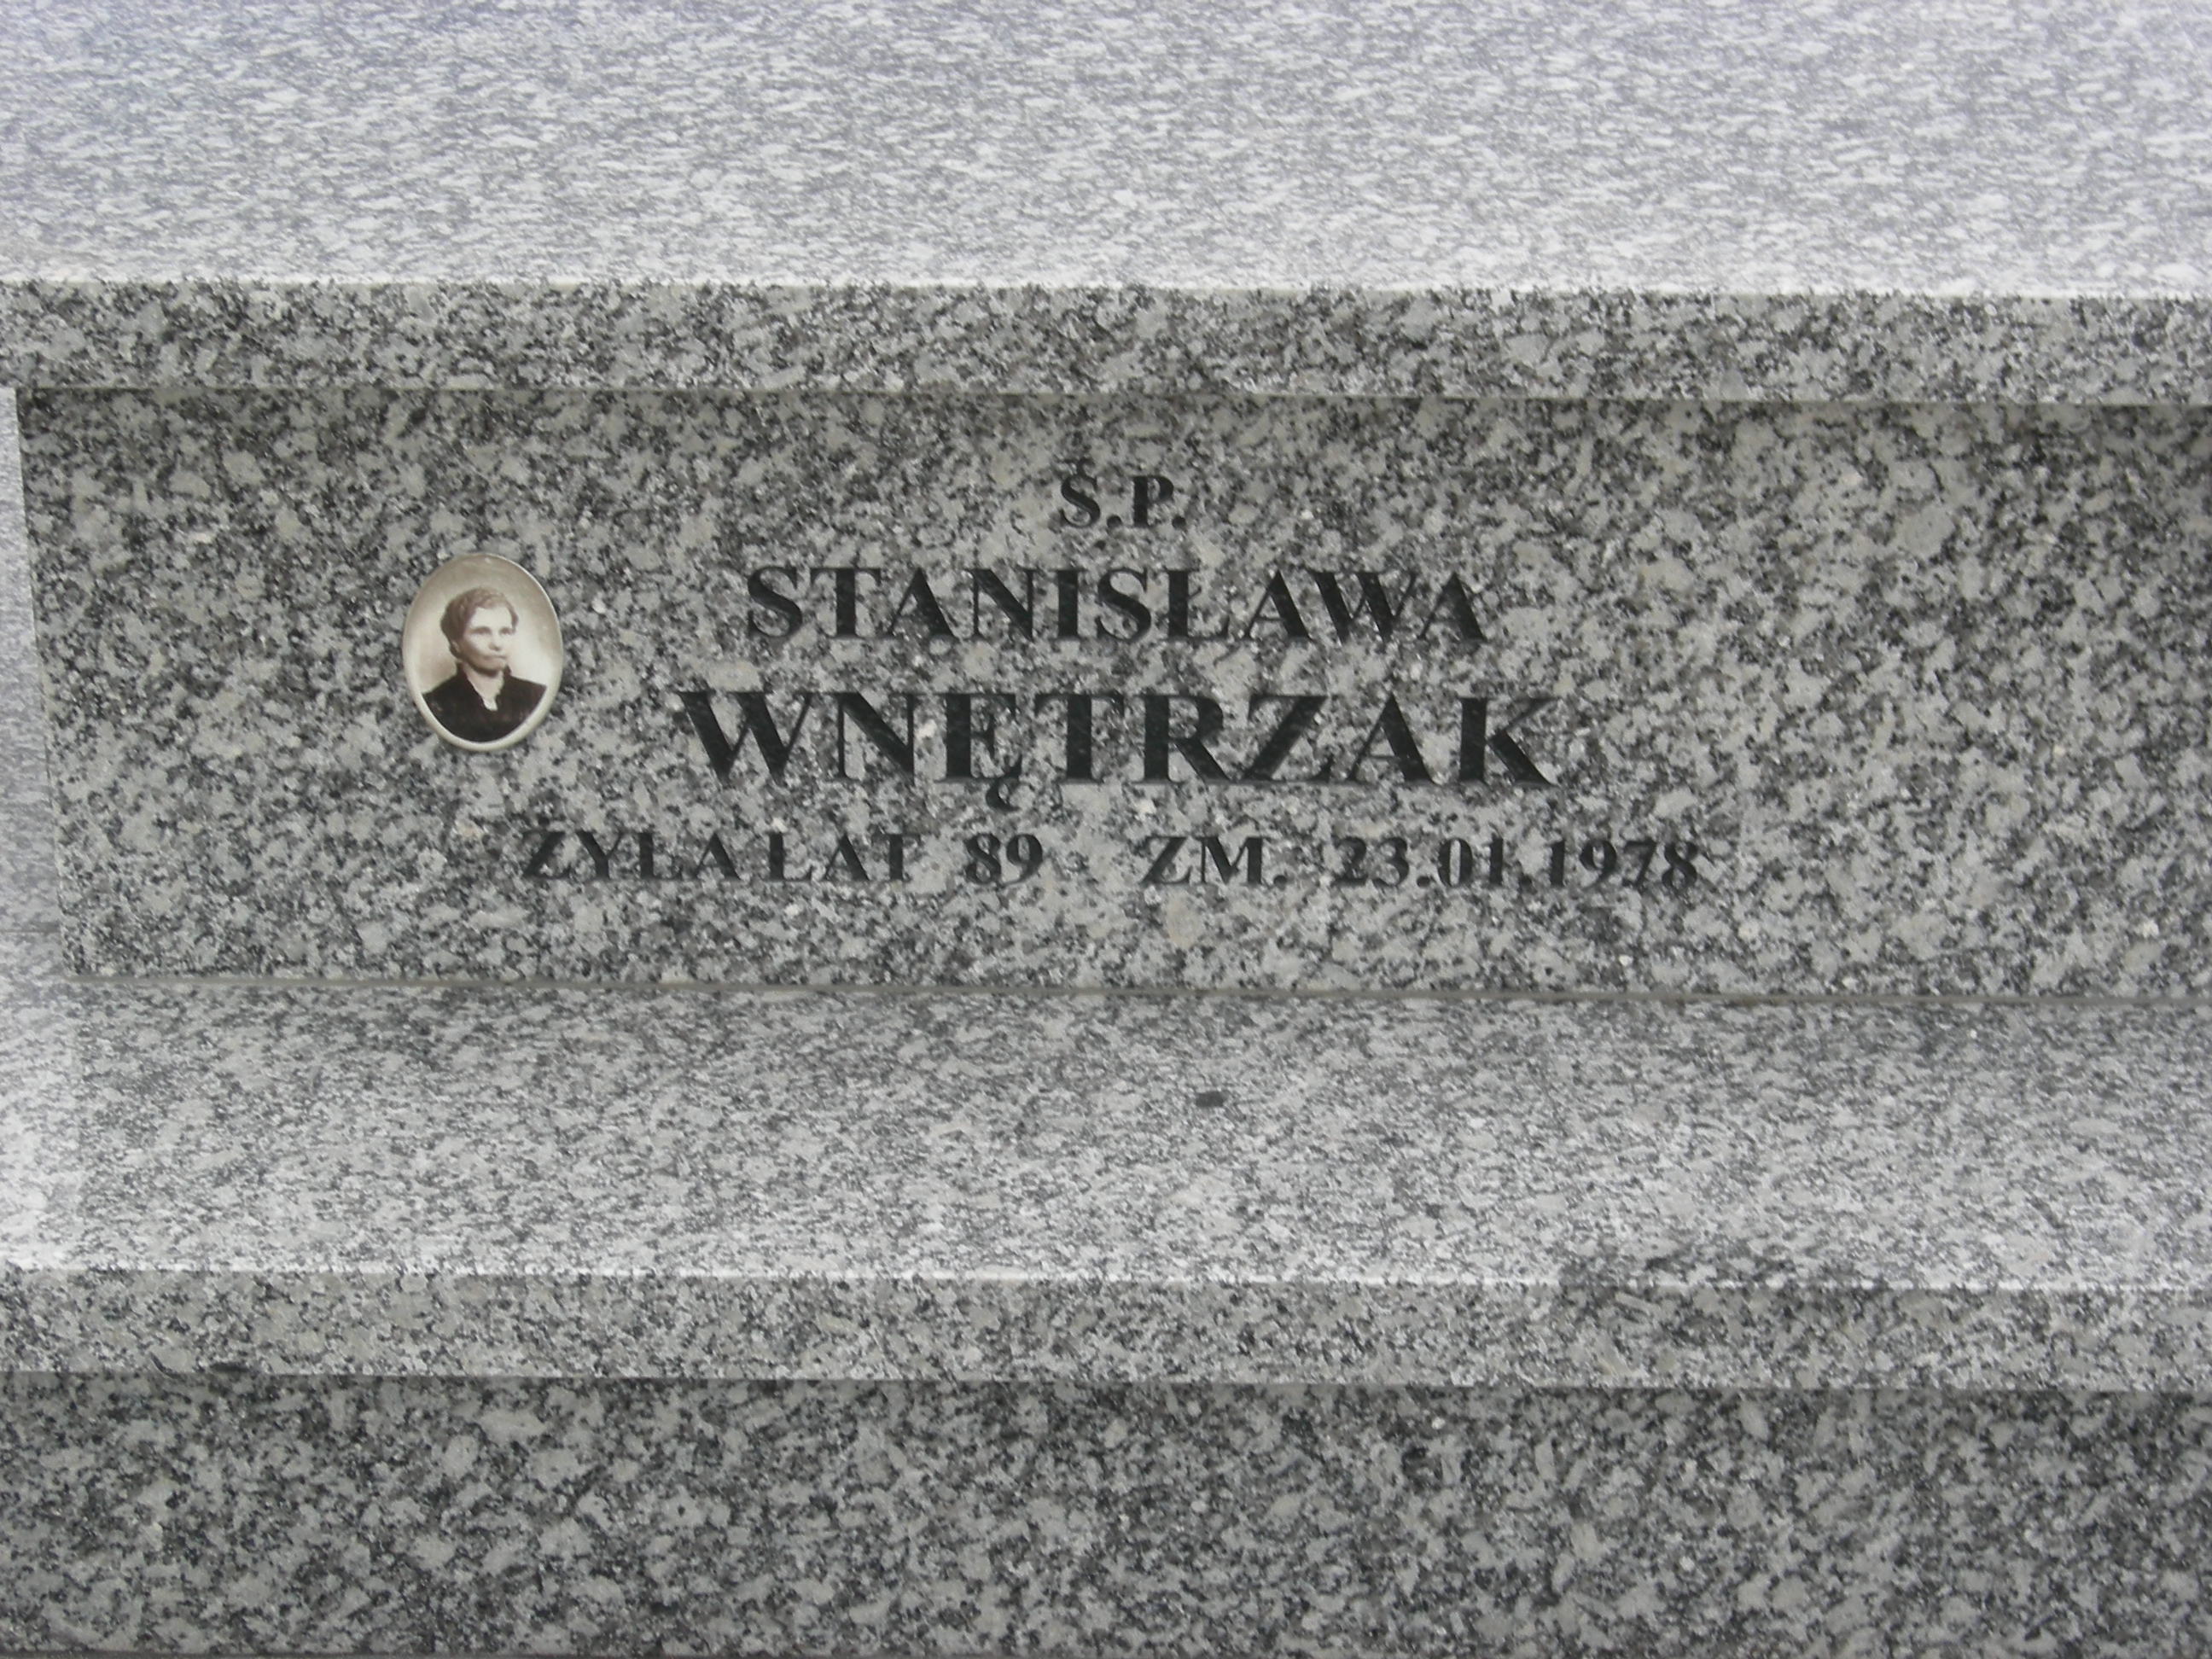 Ś.P.
STANISŁAWA
WNĘTRZAK
ŻYŁA LAT 89 ZM. 23.01.1978